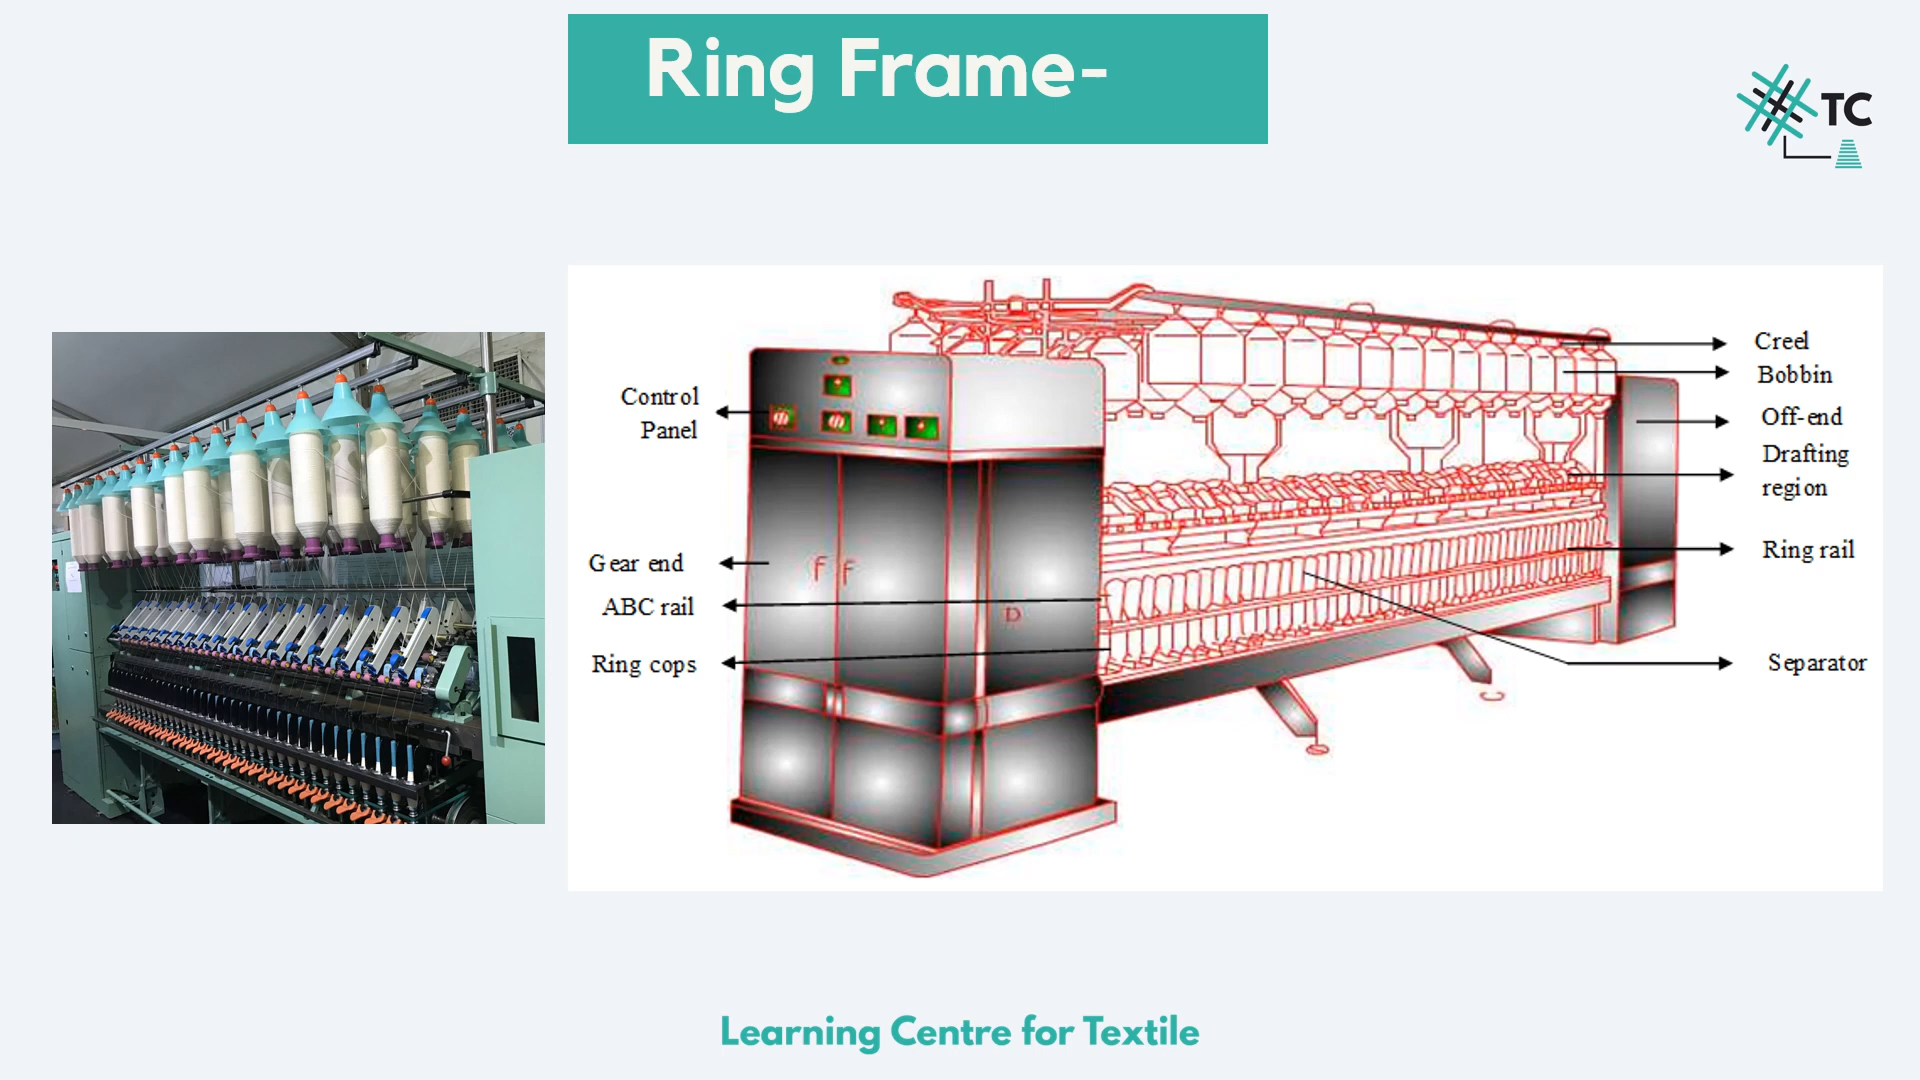 Ring Frame-
TC
Control
Panel
Gear end
ABC rail
Ring cops
f f
D
Creel
Bobbin
Off-end
Drafting
region
Ring rail
Separator
Learning Centre for Textile